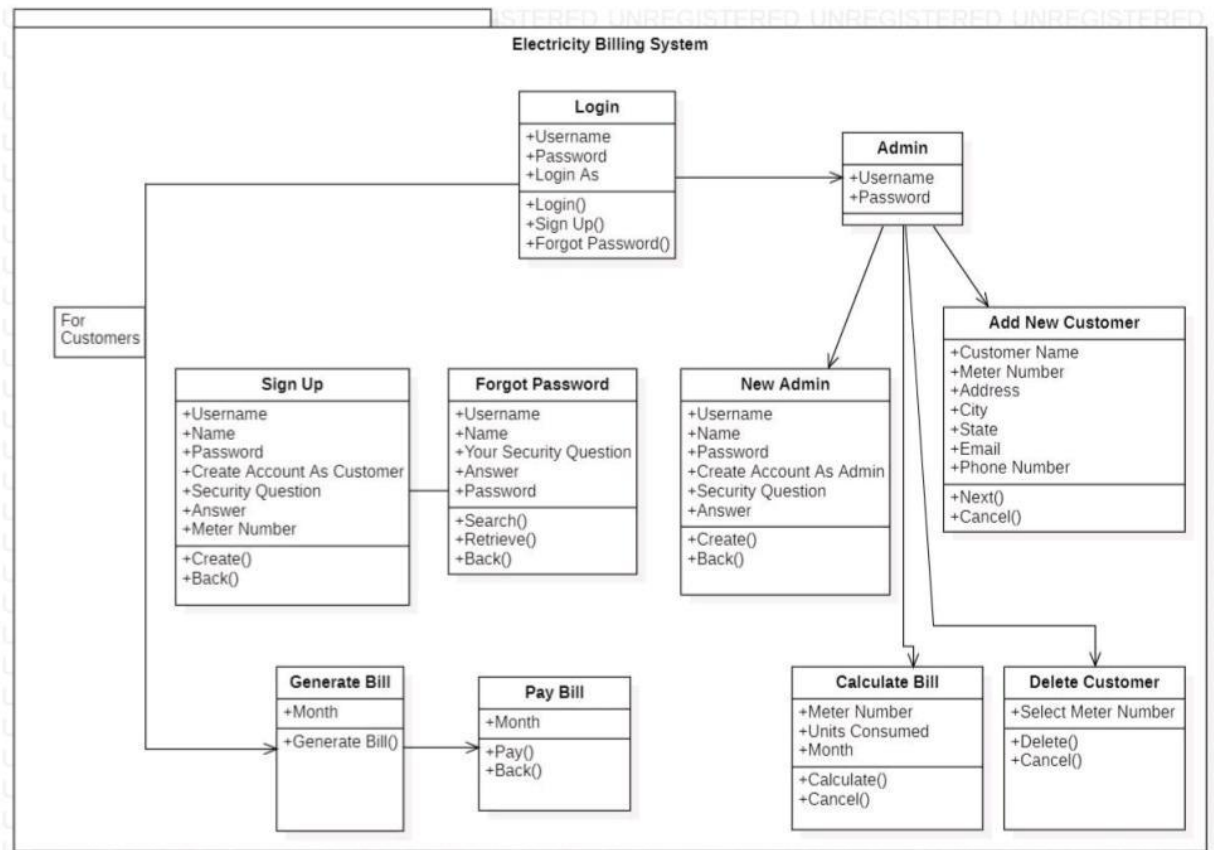 UNREGISTERED UNREGISTERED UNREGISTERED
Electricity Billing System
Login
+Username
+Password
+Login As
+Login()
+Sign Up()
+Forgot Password()
Admin
+Username
+Password
For
Customers
Sign Up
+Username
+Name
+Password
+Create Account As Customer
+Security Question
+Answer
+Meter Number
+Create()
+Back()
Forgot Password
+Username
+Name
+Your Security Question
+Answer
+Password
+Search()
+Retrieve()
+Back()
New Admin
+Username
+Name
+Password
+Create Account As Admin
+Security Question
+Answer
+Create()
+Back()
Add New Customer
+Customer Name
+Meter Number
+Address
+City
+State
+Email
+Phone Number
+Next()
+Cancel()
Generate Bill
+Month
+Generate Bill()
Pay Bill
+Month
+Pay()
+Back()
Calculate Bill
+Meter Number
+Units Consumed
+Month
+Calculate()
+Cancel()
Delete Customer
+Select Meter Number
+Delete()
+Cancel()